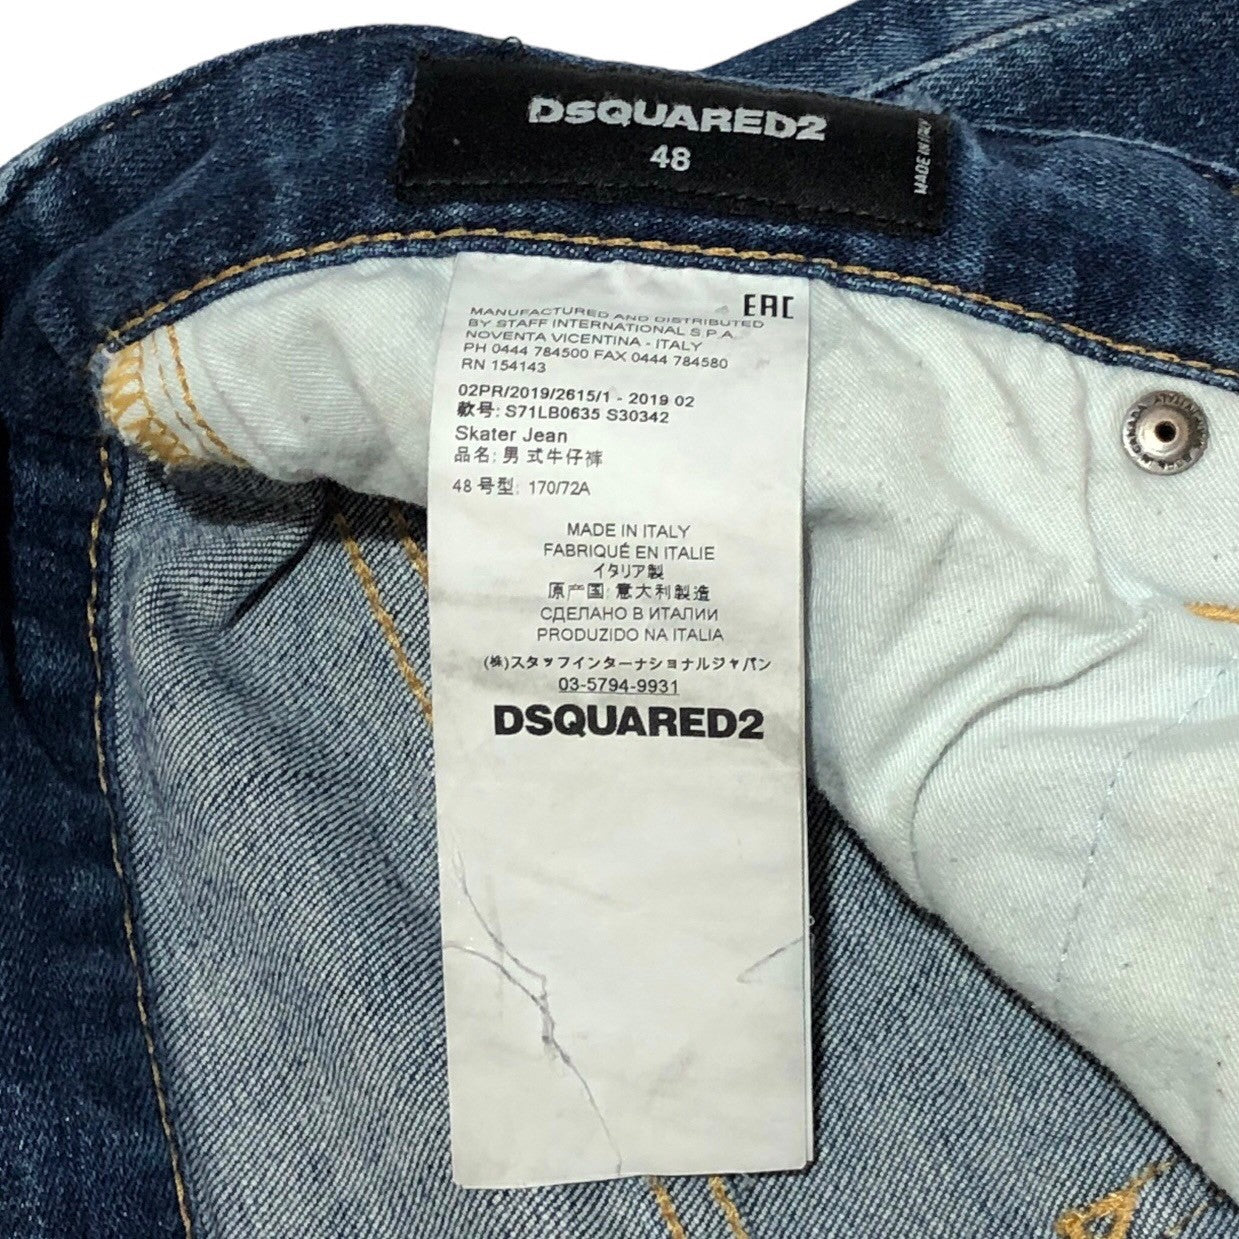 DSQUARED2
48
MADE IN ITALY
EAC
MANUFACTURED AND DISTRIBUTED
BY STAFF INTERNATIONAL S.P.A.
NOVENTA VICENTINA - ITALY
PH 0444 784500 FAX 0444 784580
RN 154143
02PR/2019/2615/1 - 2019 02
款号: S71LB0635 S30342
Skater Jean
品名: 男式牛仔裤
48 号型: 170/72A
MADE IN ITALY
FABRIQUÉ EN ITALIE
イタリア製
原产国: 意大利製造
СДЕЛАНО В ИТАЛИИ
PRODUZIDO NA ITALIA
(株)スタッフインターナショナルジャパン
03-5794-9931
DSQUARED2